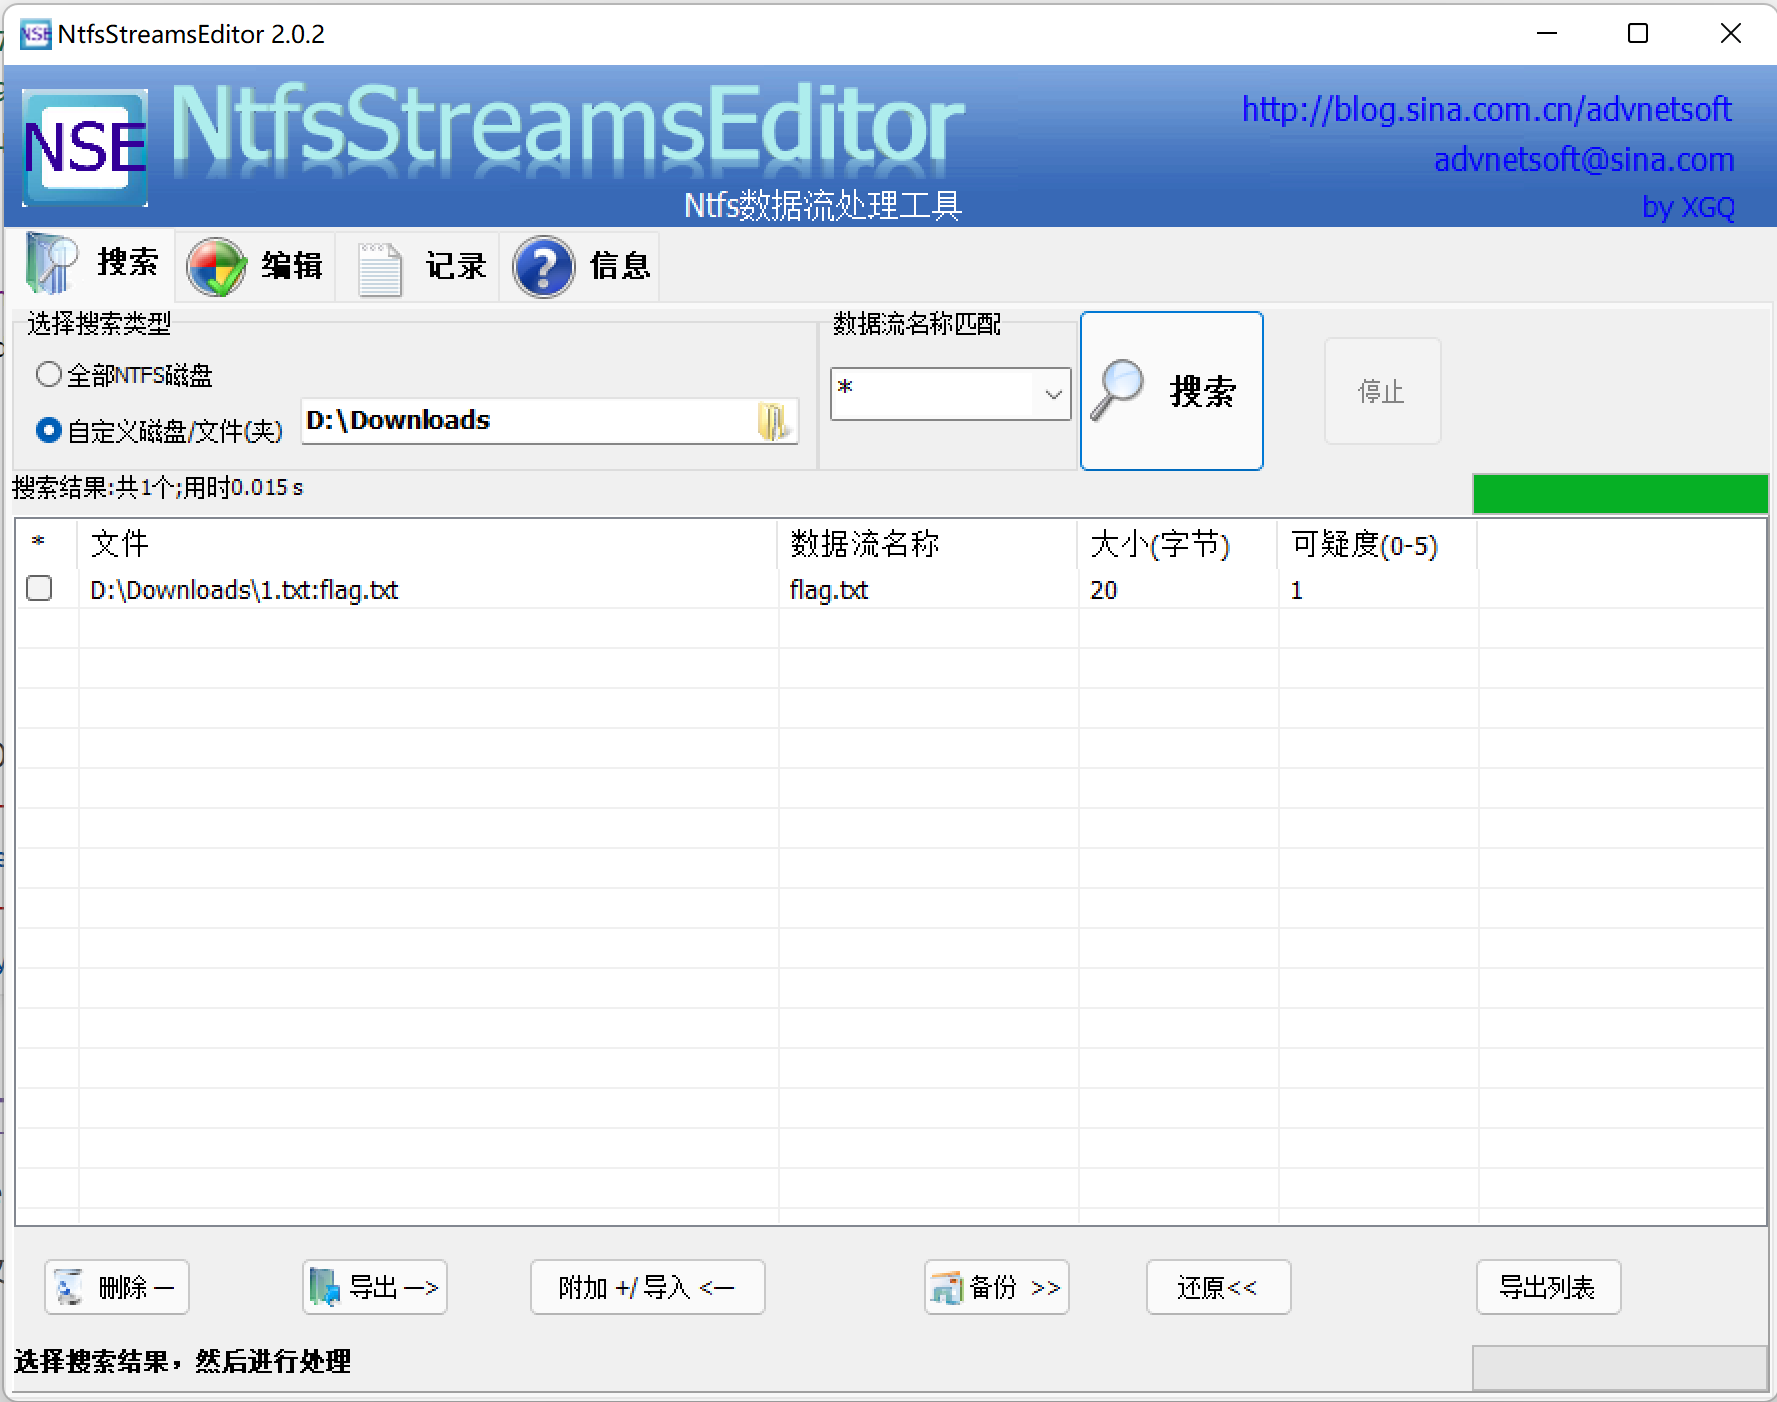 NSE NtfsStreamsEditor 2.0.2
NSE
NtfsStreamsEditor
Ntfs数据流处理工具
http://blog.sina.com.cn/advnetsoft
advnetsoft@sina.com
by XGQ
搜索 编辑 记录 信息
选择搜索类型
全部NTFS磁盘
自定义磁盘/文件(夹) D:\Downloads
数据流名称匹配
*
搜索
停止
搜索结果:共1个;用时0.015 s
* 文件 数据流名称 大小(字节) 可疑度(0-5)
D:\Downloads\1.txt:flag.txt flag.txt 20 1
删除 — 导出 —> 附加 +/ 导入 <— 备份 >> 还原<< 导出列表
选择搜索结果，然后进行处理